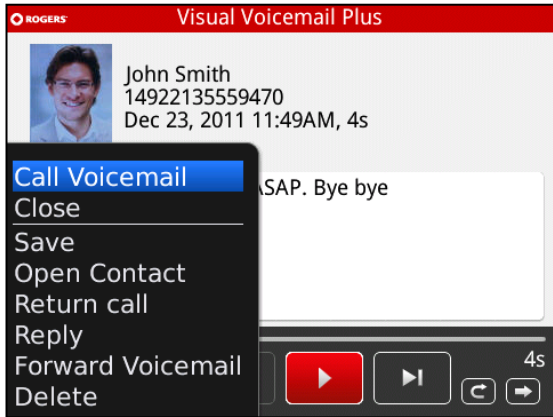 ROGERS
Visual Voicemail Plus
John Smith
14922135559470
Dec 23, 2011 11:49AM, 4s
ASAP. Bye bye
Call Voicemail
Close
Save
Open Contact
Return call
Reply
Forward Voicemail
Delete
4s